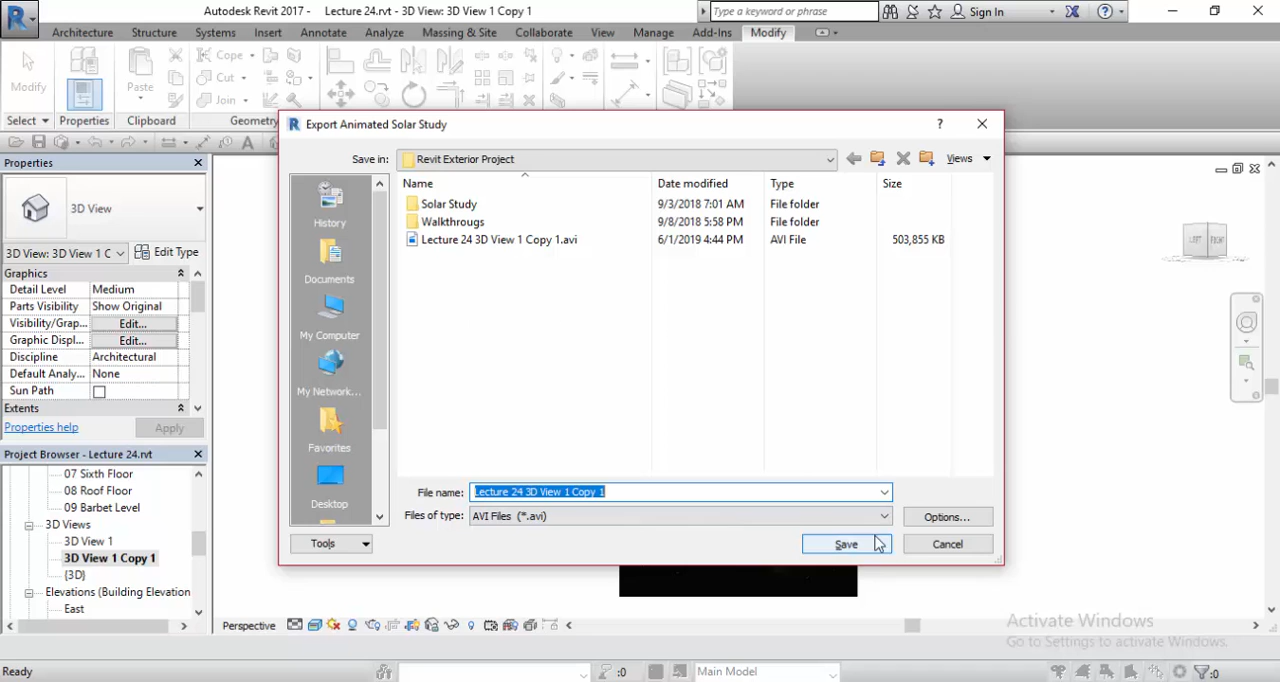 Autodesk Revit 2017 - Lecture 24.rvt - 3D View: 3D View 1 Copy 1
Type a keyword or phrase
Sign In
Architecture Structure Systems Insert Annotate Analyze Massing & Site Collaborate View Manage Add-Ins Modify
Modify
Paste
Cope
Cut
Join
Select Properties Clipboard Geometry
Properties
3D View
3D View: 3D View 1 C
Edit Type
Graphics
Detail Level Medium
Parts Visibility Show Original
Visibility/Grap... Edit...
Graphic Displ... Edit...
Discipline Architectural
Default Analy... None
Sun Path
Extents
Properties help
Apply
Project Browser - Lecture 24.rvt
07 Sixth Floor
08 Roof Floor
09 Barbet Level
3D Views
3D View 1
3D View 1 Copy 1
{3D}
Elevations (Building Elevation
East
Export Animated Solar Study
?
Save in:
Revit Exterior Project
Views
History
Documents
My Computer
My Network...
Favorites
Desktop
Name Date modified Type Size
Solar Study 9/3/2018 7:01 AM File folder
Walkthrougs 9/8/2018 5:58 PM File folder
Lecture 24 3D View 1 Copy 1.avi 6/1/2019 4:44 PM AVI File 503,855 KB
File name: Lecture 24 3D View 1 Copy 1
Files of type: AVI Files (*.avi)
Options...
Tools
Save
Cancel
LEFT
Perspective
Activate Windows
Go to Settings to activate Windows.
Ready
:0
Main Model
:0